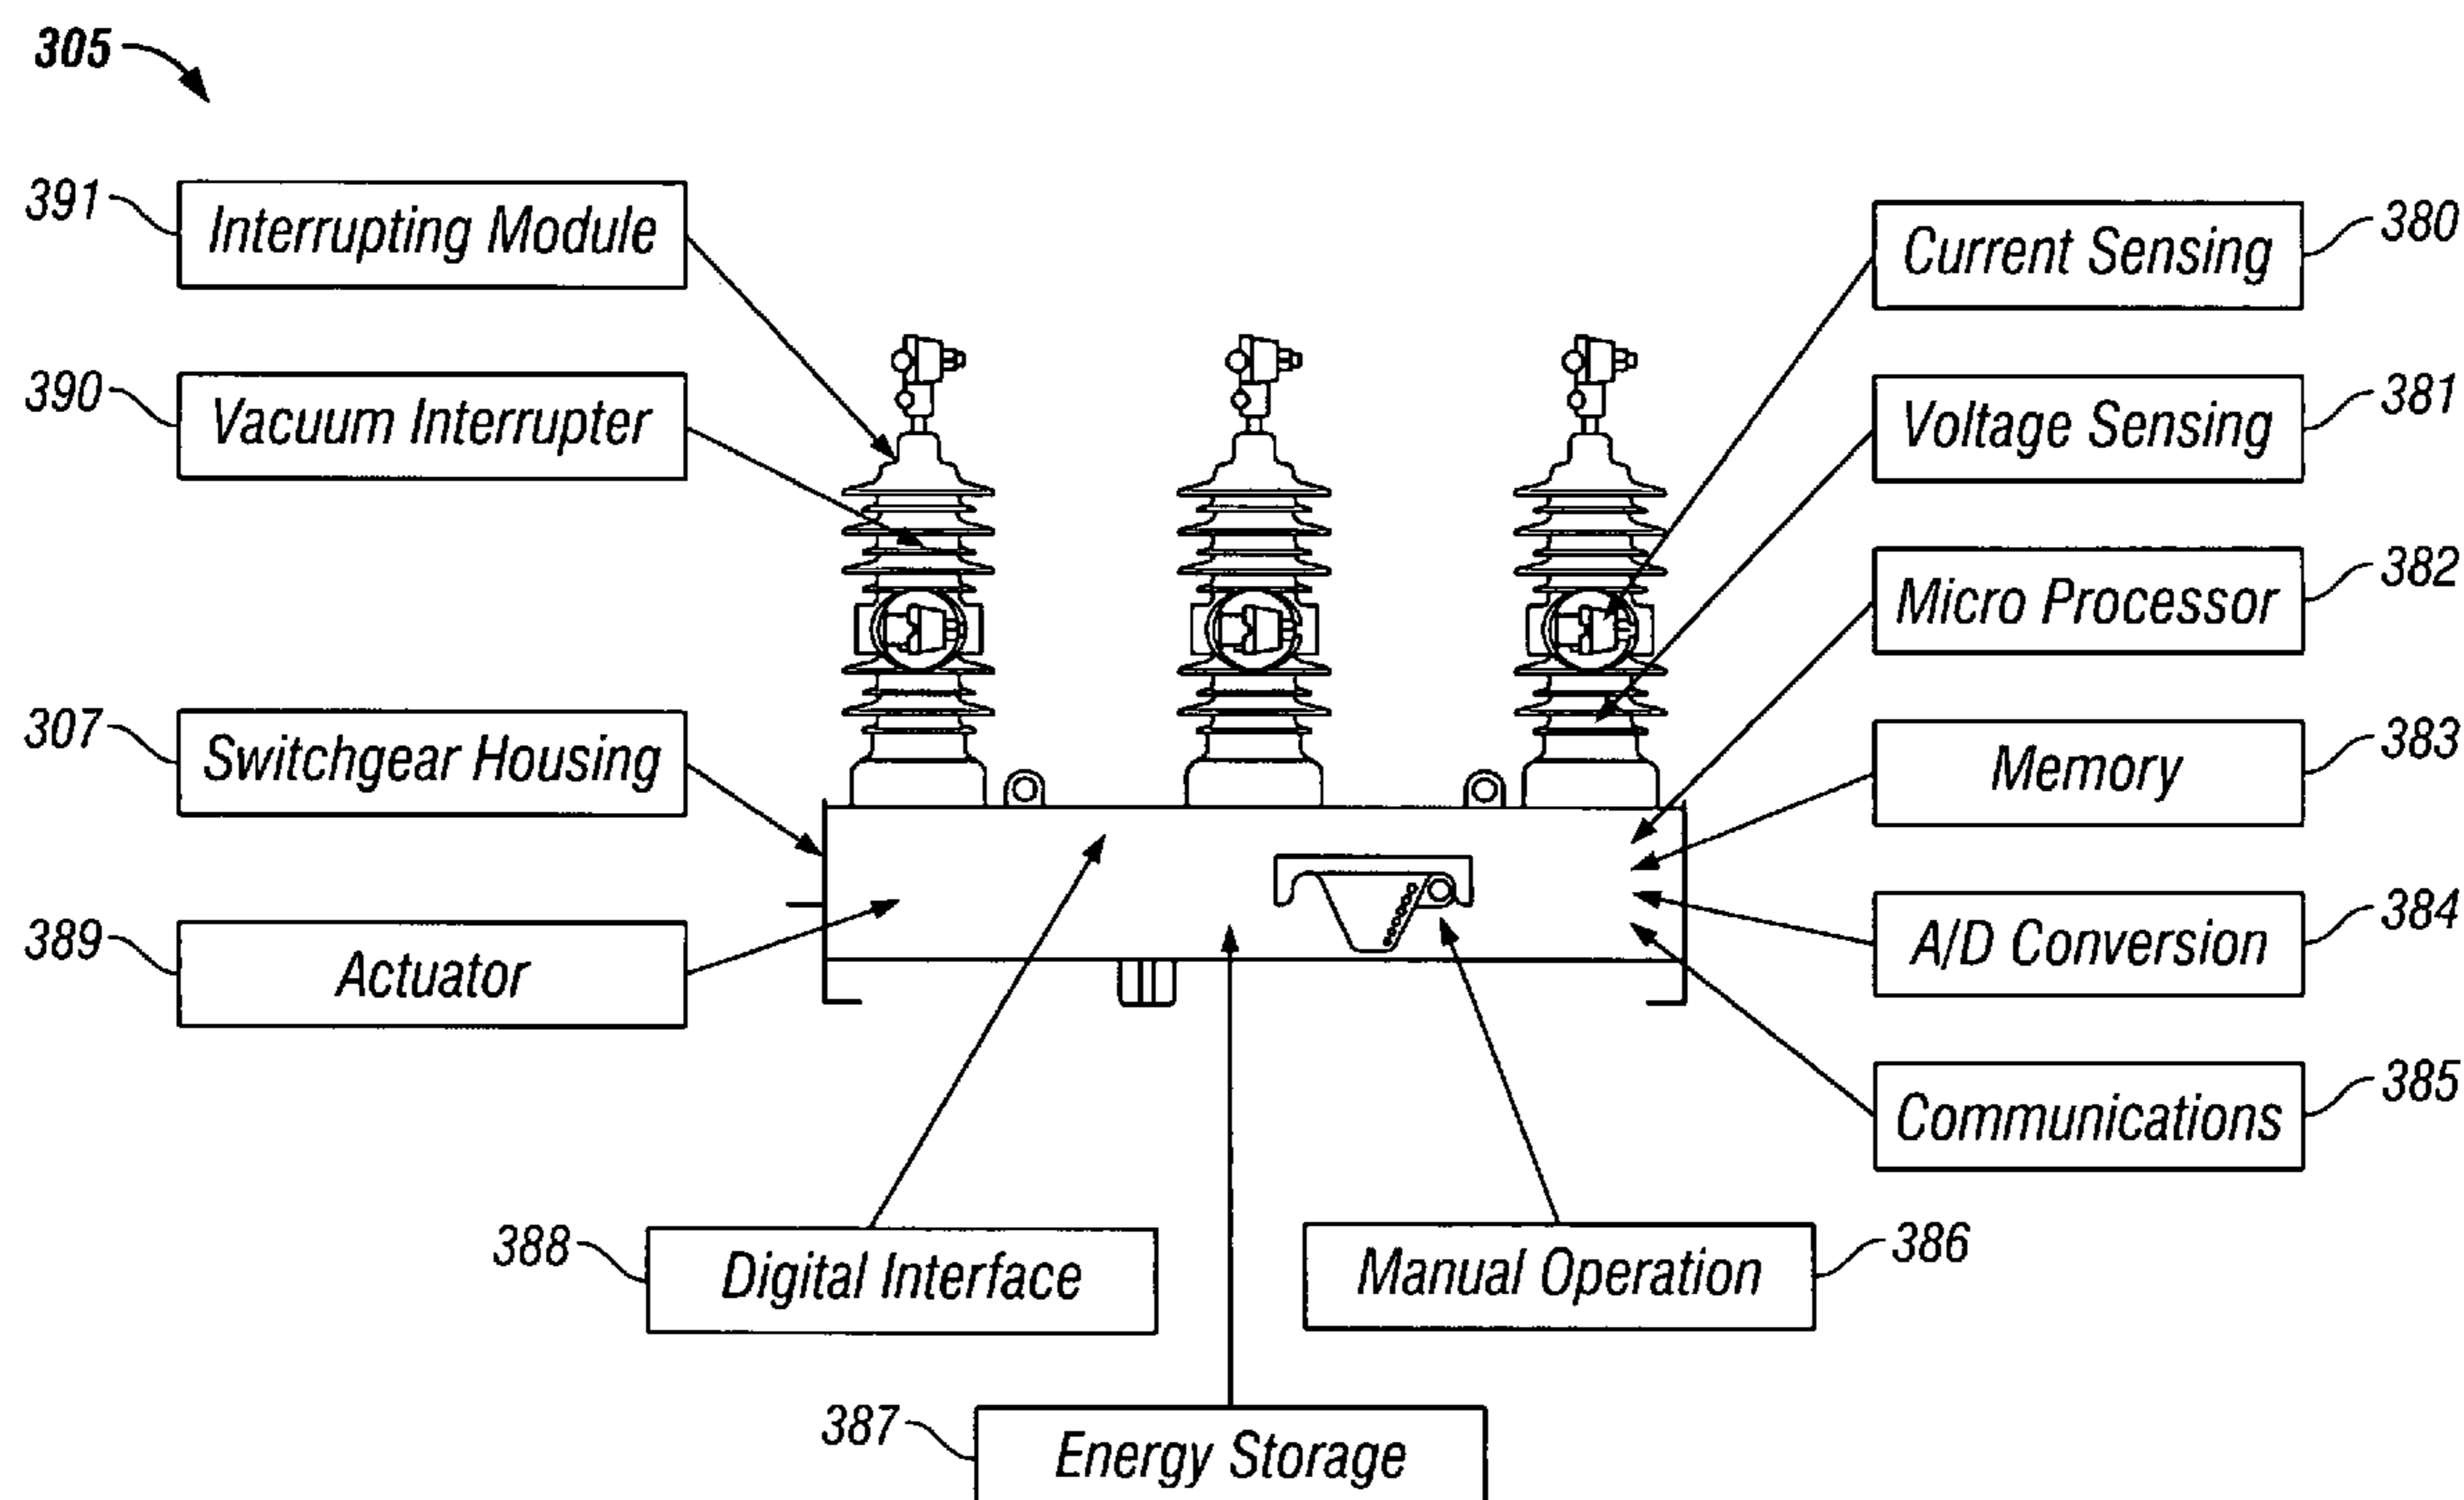 305
391 Interrupting Module
390 Vacuum Interrupter
307 Switchgear Housing
389 Actuator
Current Sensing 380
Voltage Sensing 381
Micro Processor 382
Memory 383
A/D Conversion 384
Communications 385
388 Digital Interface
Manual Operation 386
387 Energy Storage